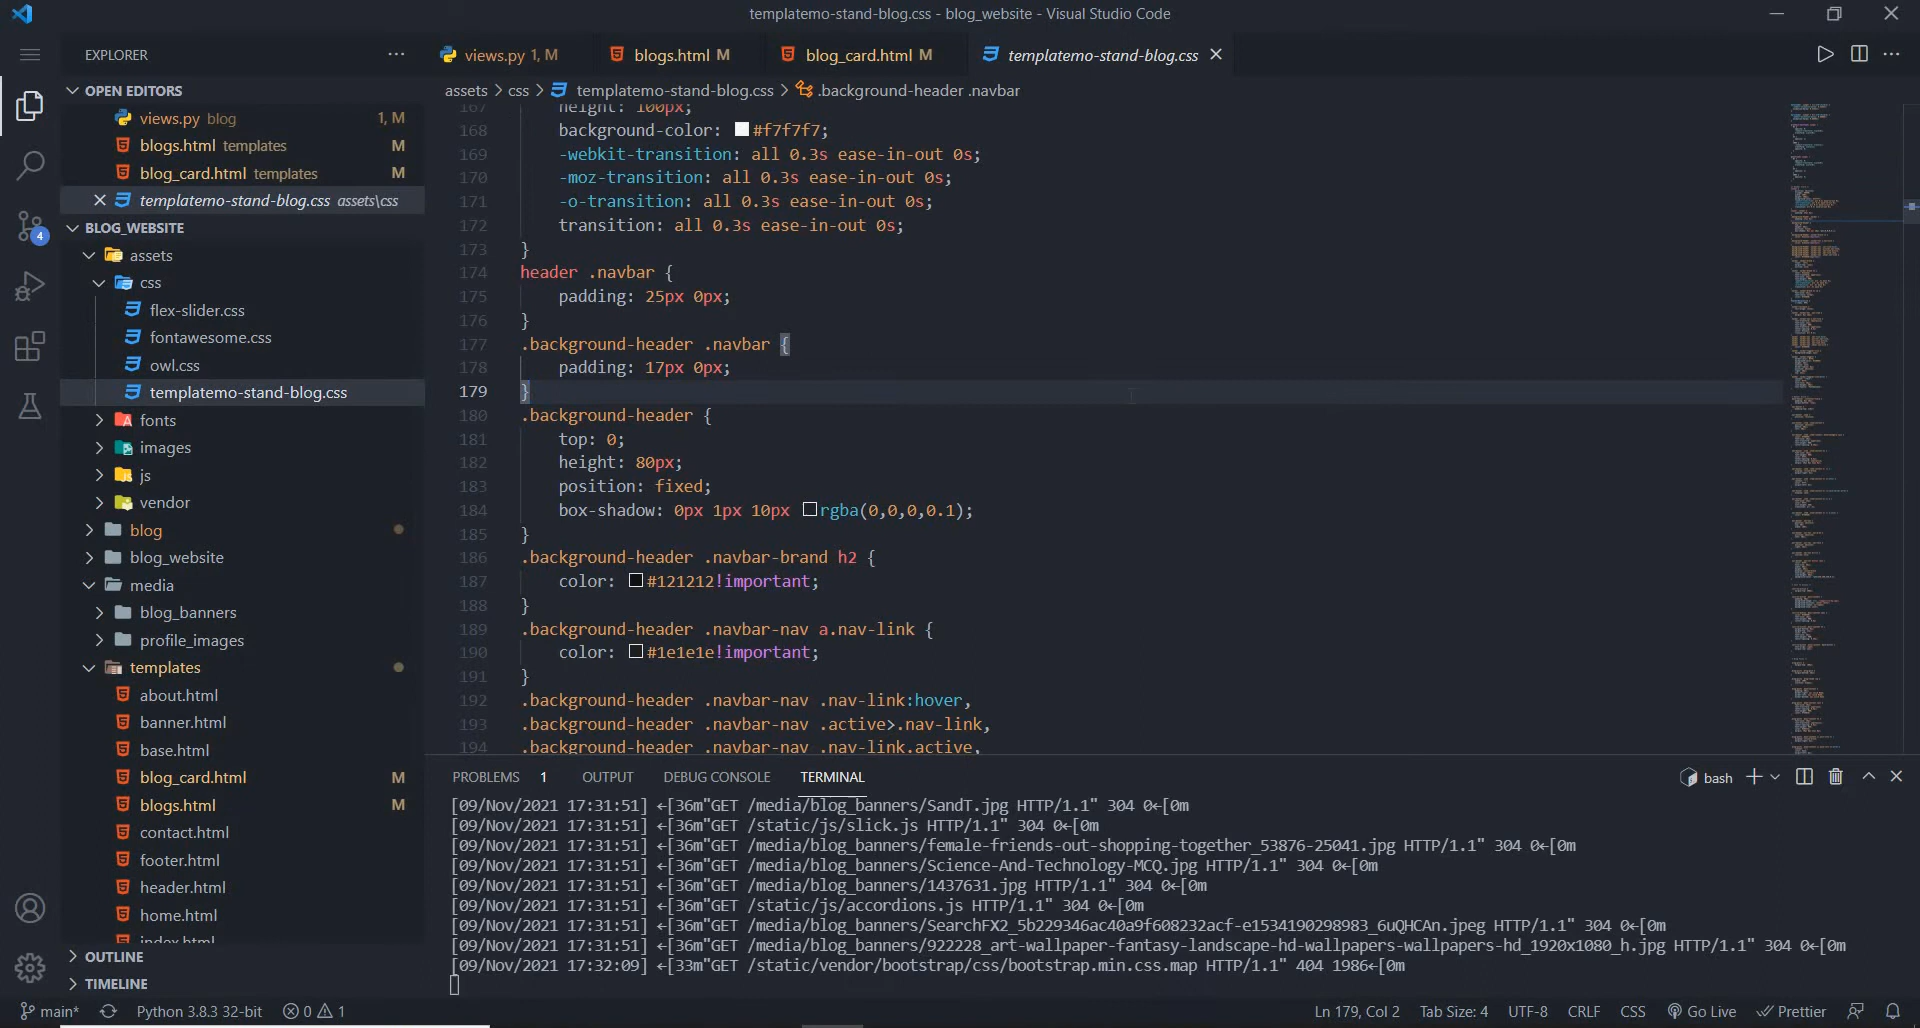 templatemo-stand-blog.css - blog_website - Visual Studio Code
EXPLORER
views.py 1, M
blogs.html M
blog_card.html M
templatemo-stand-blog.css
OPEN EDITORS
views.py blog 1, M
blogs.html templates M
blog_card.html templates M
templatemo-stand-blog.css assets\css
BLOG_WEBSITE
assets
css
flex-slider.css
fontawesome.css
owl.css
templatemo-stand-blog.css
fonts
images
js
vendor
blog
blog_website
media
blog_banners
profile_images
templates
about.html
banner.html
base.html
blog_card.html M
blogs.html M
contact.html
footer.html
header.html
home.html
index.html
OUTLINE
TIMELINE
4
assets > css > templatemo-stand-blog.css > .background-header .navbar
167 height: 100px;
168 background-color: #f7f7f7;
169 -webkit-transition: all 0.3s ease-in-out 0s;
170 -moz-transition: all 0.3s ease-in-out 0s;
171 -o-transition: all 0.3s ease-in-out 0s;
172 transition: all 0.3s ease-in-out 0s;
173 }
174 header .navbar {
175 padding: 25px 0px;
176 }
177 .background-header .navbar {
178 padding: 17px 0px;
179 }
180 .background-header {
181 top: 0;
182 height: 80px;
183 position: fixed;
184 box-shadow: 0px 1px 10px rgba(0,0,0,0.1);
185 }
186 .background-header .navbar-brand h2 {
187 color: #121212!important;
188 }
189 .background-header .navbar-nav a.nav-link {
190 color: #1e1e1e!important;
191 }
192 .background-header .navbar-nav .nav-link:hover,
193 .background-header .navbar-nav .active>.nav-link,
194 .background-header .navbar-nav .nav-link.active,
PROBLEMS 1 OUTPUT DEBUG CONSOLE TERMINAL
bash
[09/Nov/2021 17:31:51] ←[36m"GET /media/blog_banners/SandT.jpg HTTP/1.1" 304 0←[0m
[09/Nov/2021 17:31:51] ←[36m"GET /static/js/slick.js HTTP/1.1" 304 0←[0m
[09/Nov/2021 17:31:51] ←[36m"GET /media/blog_banners/female-friends-out-shopping-together_53876-25041.jpg HTTP/1.1" 304 0←[0m
[09/Nov/2021 17:31:51] ←[36m"GET /media/blog_banners/Science-And-Technology-MCQ.jpg HTTP/1.1" 304 0←[0m
[09/Nov/2021 17:31:51] ←[36m"GET /media/blog_banners/1437631.jpg HTTP/1.1" 304 0←[0m
[09/Nov/2021 17:31:51] ←[36m"GET /static/js/accordions.js HTTP/1.1" 304 0←[0m
[09/Nov/2021 17:31:51] ←[36m"GET /media/blog_banners/SearchFX2_5b229346ac40a9f608232acf-e1534190298983_6uQHCAn.jpeg HTTP/1.1" 304 0←[0m
[09/Nov/2021 17:31:51] ←[36m"GET /media/blog_banners/922228_art-wallpaper-fantasy-landscape-hd-wallpapers-wallpapers-hd_1920x1080_h.jpg HTTP/1.1" 304 0←[0m
[09/Nov/2021 17:32:09] ←[33m"GET /static/vendor/bootstrap/css/bootstrap.min.css.map HTTP/1.1" 404 1986←[0m
main* Python 3.8.3 32-bit 0 1 Ln 179, Col 2 Tab Size: 4 UTF-8 CRLF CSS Go Live Prettier